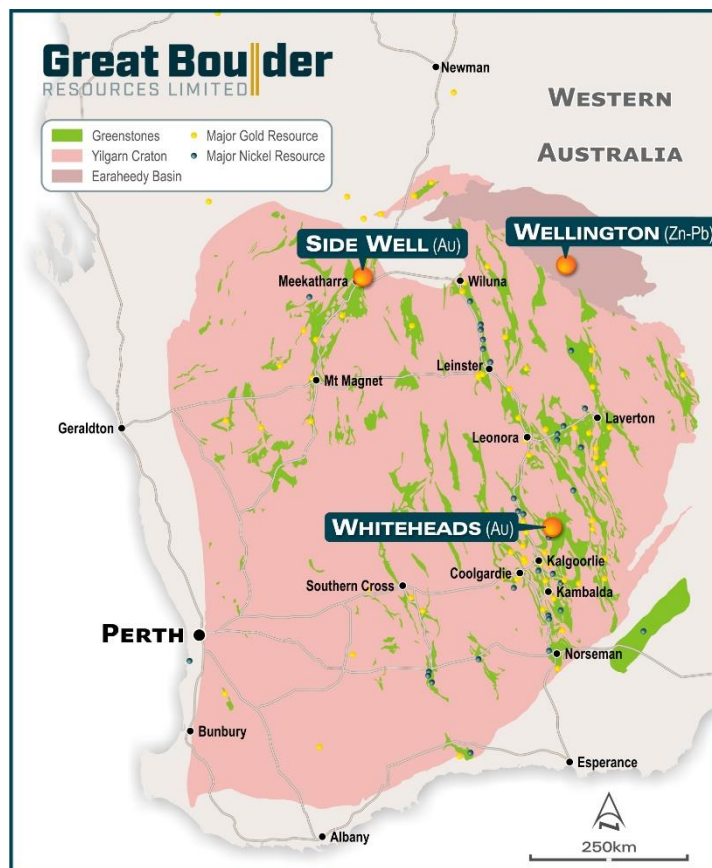 Great Boulder
RESOURCES LIMITED
Newman
WESTERN
AUSTRALIA
Greenstones
Major Gold Resource
Yilgarn Craton
Major Nickel Resource
Earaheedy Basin
SIDE WELL (Au)
WELLINGTON (Zn-Pb)
Meekatharra
Wiluna
Leinster
Mt Magnet
Geraldton
Laverton
Leonora
WHITEHEADS (Au)
Kalgoorlie
Coolgardie
Southern Cross
Kambalda
PERTH
Norseman
Bunbury
Esperance
Albany
250km